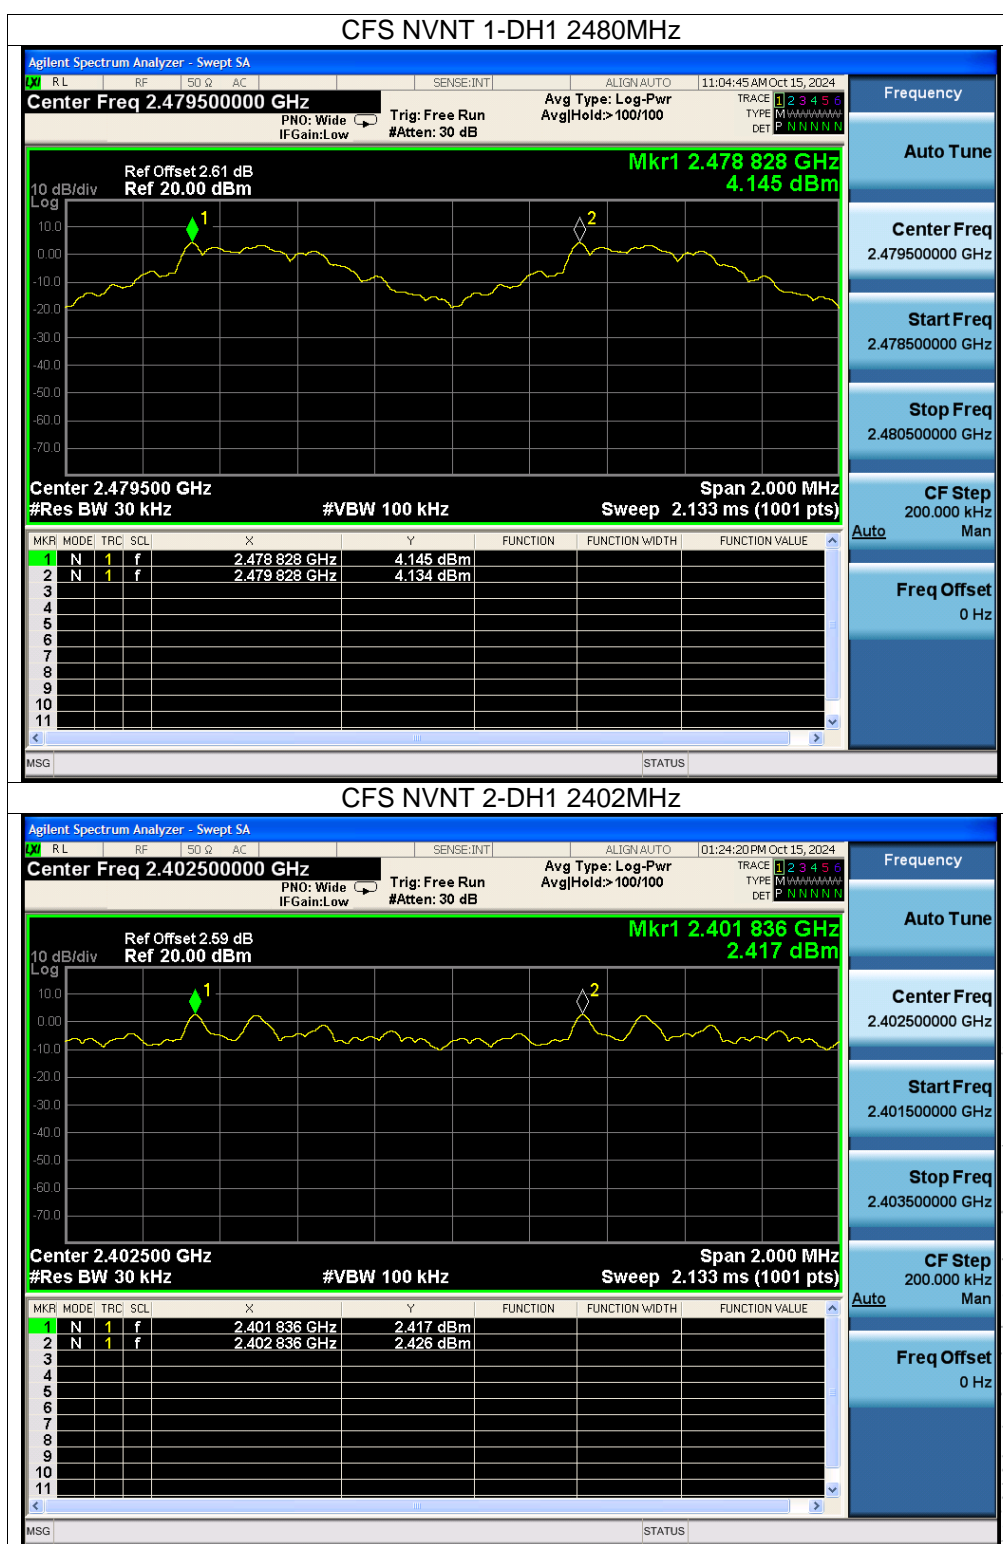 CFS NVNT 1-DH1 2480MHz
Agilent Spectrum Analyzer - Swept SA
LXI RL RF 50 Ω AC SENSE:INT ALIGN AUTO 11:04:45 AM Oct 15, 2024
Center Freq 2.479500000 GHz
PNO: Wide
IFGain:Low
Trig: Free Run
#Atten: 30 dB
Avg Type: Log-Pwr
Avg|Hold:>100/100
TRACE 1 2 3 4 5 6
TYPE M WWWWW
DET P N N N N N
Frequency
Auto Tune
Center Freq
2.479500000 GHz
Start Freq
2.478500000 GHz
Stop Freq
2.480500000 GHz
CF Step
200.000 kHz
Auto Man
Freq Offset
0 Hz
Mkr1 2.478 828 GHz
4.145 dBm
Ref Offset 2.61 dB
10 dB/div Ref 20.00 dBm
Log
10.0
0.00
-10.0
-20.0
-30.0
-40.0
-50.0
-60.0
-70.0
1
2
Center 2.479500 GHz Span 2.000 MHz
#Res BW 30 kHz #VBW 100 kHz Sweep 2.133 ms (1001 pts)
MKR MODE TRC SCL X Y FUNCTION FUNCTION WIDTH FUNCTION VALUE
1 N 1 f 2.478 828 GHz 4.145 dBm
2 N 1 f 2.479 828 GHz 4.134 dBm
3
4
5
6
7
8
9
10
11
MSG STATUS
CFS NVNT 2-DH1 2402MHz
Agilent Spectrum Analyzer - Swept SA
LXI RL RF 50 Ω AC SENSE:INT ALIGN AUTO 01:24:20 PM Oct 15, 2024
Center Freq 2.402500000 GHz
PNO: Wide
IFGain:Low
Trig: Free Run
#Atten: 30 dB
Avg Type: Log-Pwr
Avg|Hold:>100/100
TRACE 1 2 3 4 5 6
TYPE M WWWWW
DET P N N N N N
Frequency
Auto Tune
Center Freq
2.402500000 GHz
Start Freq
2.401500000 GHz
Stop Freq
2.403500000 GHz
CF Step
200.000 kHz
Auto Man
Freq Offset
0 Hz
Mkr1 2.401 836 GHz
2.417 dBm
Ref Offset 2.59 dB
10 dB/div Ref 20.00 dBm
Log
10.0
0.00
-10.0
-20.0
-30.0
-40.0
-50.0
-60.0
-70.0
1
2
Center 2.402500 GHz Span 2.000 MHz
#Res BW 30 kHz #VBW 100 kHz Sweep 2.133 ms (1001 pts)
MKR MODE TRC SCL X Y FUNCTION FUNCTION WIDTH FUNCTION VALUE
1 N 1 f 2.401 836 GHz 2.417 dBm
2 N 1 f 2.402 836 GHz 2.426 dBm
3
4
5
6
7
8
9
10
11
MSG STATUS